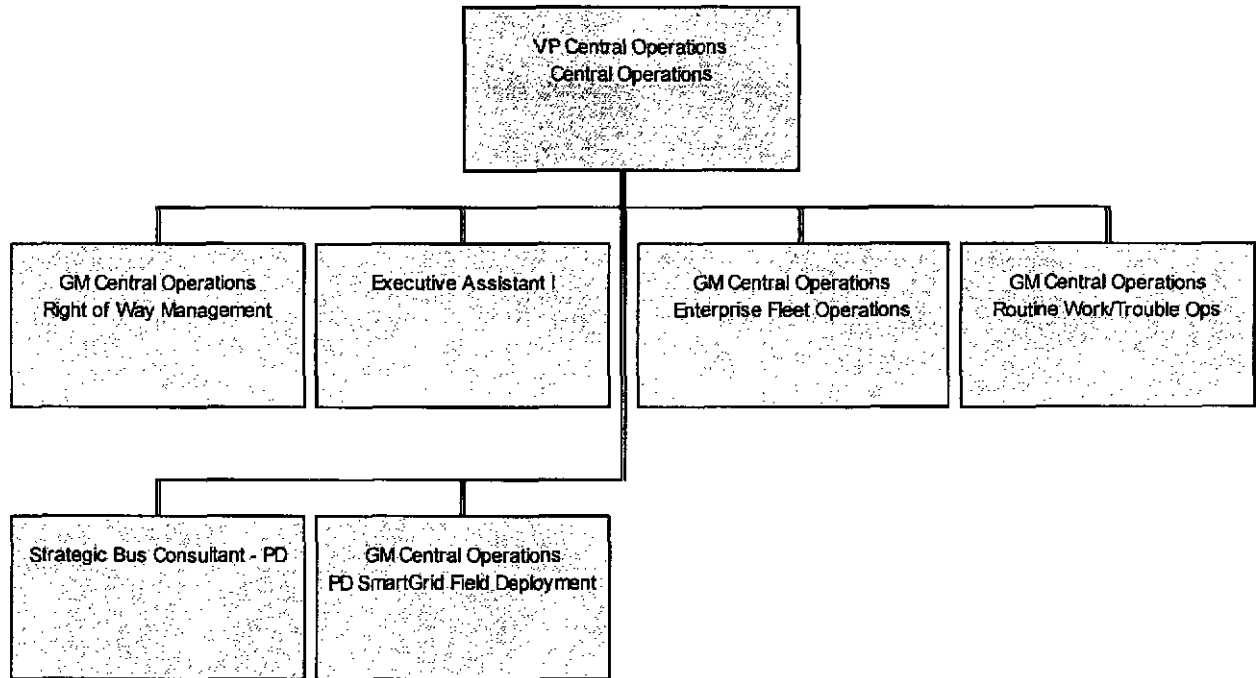 VP Central Operations
Central Operations
GM Central Operations
Right of Way Management
Executive Assistant I
GM Central Operations
Enterprise Fleet Operations
GM Central Operations
Routine Work/Trouble Ops
Strategic Bus Consultant - PD
GM Central Operations
PD SmartGrid Field Deployment